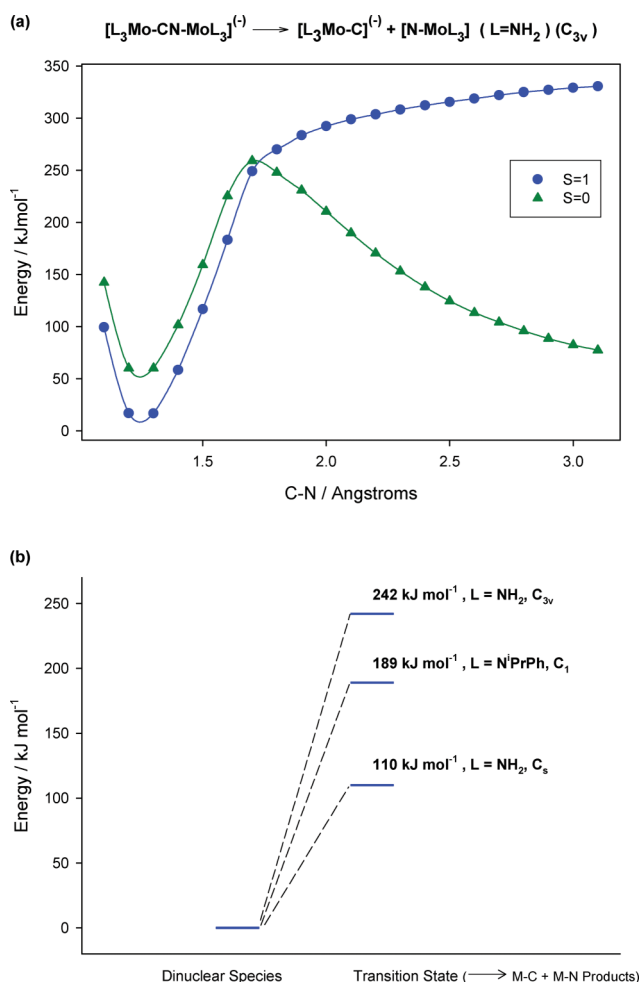 (a)
[L3Mo-CN-MoL3](-) ⟶ [L3Mo-C](-) + [N-MoL3] ( L=NH2 ) (C3v )
350
300
250
200
150
100
50
0
Energy / kJmol-1
S=1
S=0
1.5 2.0 2.5 3.0
C-N / Angstroms
(b)
250
200
150
100
50
0
Energy / kJ mol-1
242 kJ mol-1 , L = NH2, C3v
189 kJ mol-1 , L = NiPrPh, C1
110 kJ mol-1 , L = NH2, Cs
Dinuclear Species Transition State ( ⟶ M-C + M-N Products)